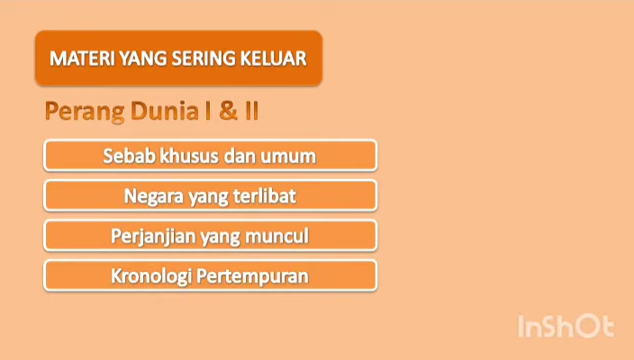 MATERI YANG SERING KELUAR
Perang Dunia I & II
Sebab khusus dan umum
Negara yang terlibat
Perjanjian yang muncul
Kronologi Pertempuran
InShOt